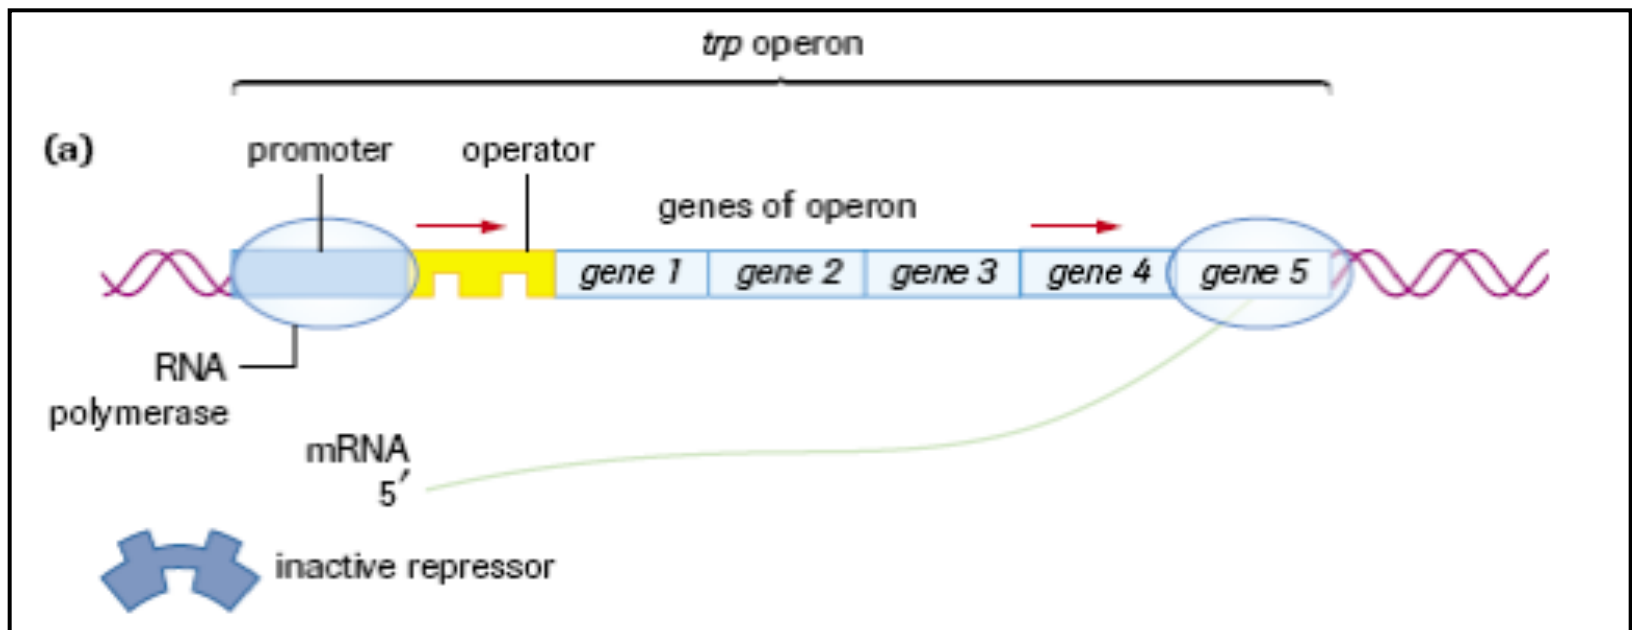 trp operon
(a)
promoter
operator
genes of operon
gene 1
gene 2
gene 3
gene 4
gene 5
RNA
polymerase
mRNA
5′
inactive repressor